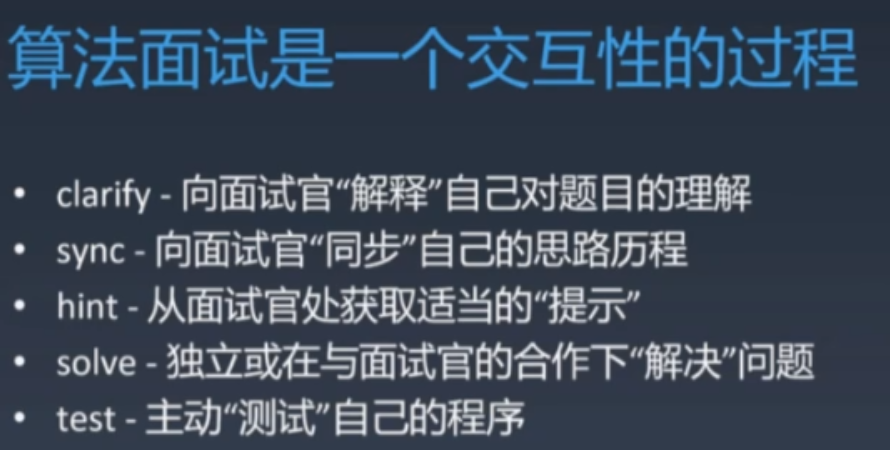 算法面试是一个交互性的过程
• clarify - 向面试官“解释”自己对题目的理解
• sync - 向面试官“同步”自己的思路历程
• hint - 从面试官处获取适当的“提示”
• solve - 独立或在与面试官的合作下“解决”问题
• test - 主动“测试”自己的程序